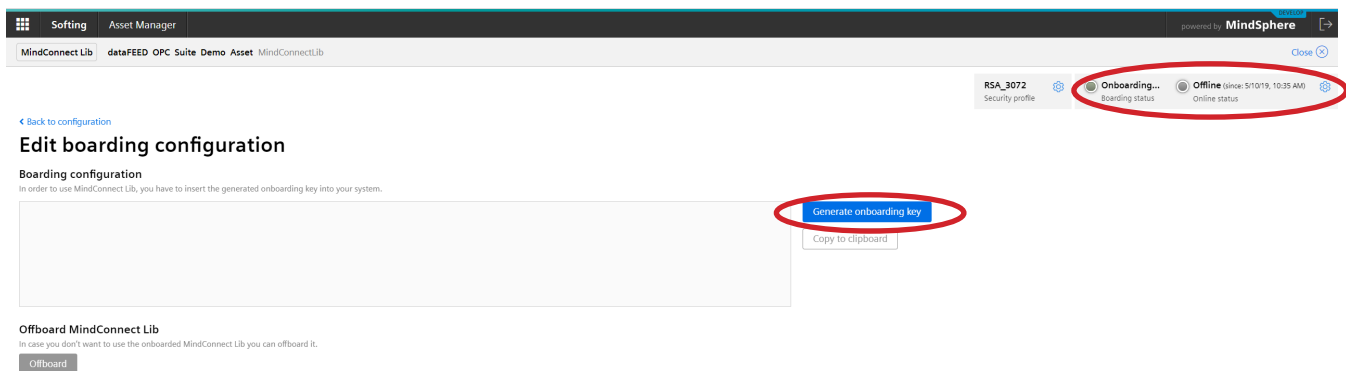 Softing Asset Manager
DEVELOP
powered by MindSphere
MindConnect Lib dataFEED OPC Suite Demo Asset MindConnectLib
Close
RSA_3072
Security profile
Onboarding...
Boarding status
Offline (since: 5/10/19, 10:35 AM)
Online status
Back to configuration
Edit boarding configuration
Boarding configuration
In order to use MindConnect Lib, you have to insert the generated onboarding key into your system.
Generate onboarding key
Copy to clipboard
Offboard MindConnect Lib
In case you don't want to use the onboarded MindConnect Lib you can offboard it.
Offboard